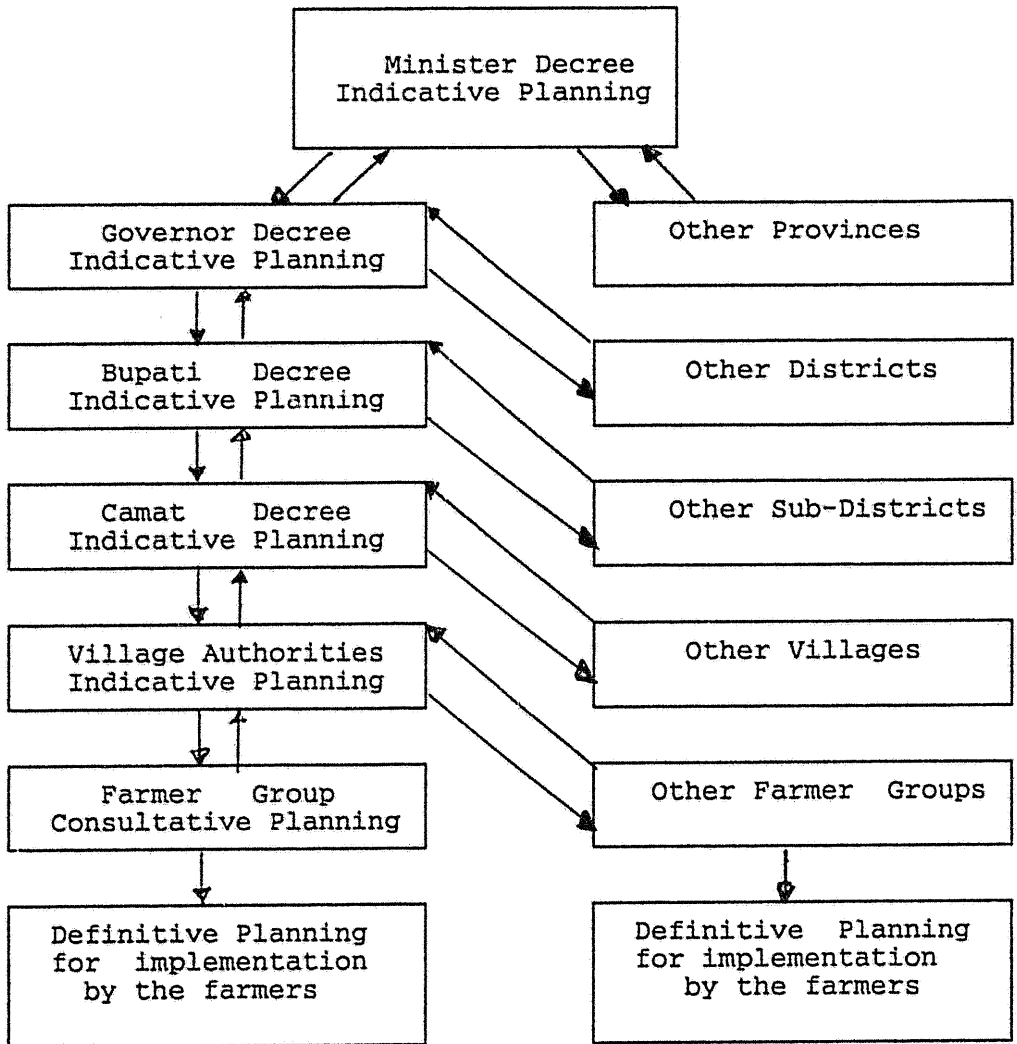 Minister Decree
Indicative Planning
Governor Decree
Indicative Planning
Other Provinces
Bupati Decree
Indicative Planning
Other Districts
Camat Decree
Indicative Planning
Other Sub-Districts
Village Authorities
Indicative Planning
Other Villages
Farmer Group
Consultative Planning
Other Farmer Groups
Definitive Planning
for implementation
by the farmers
Definitive Planning
for implementation
by the farmers